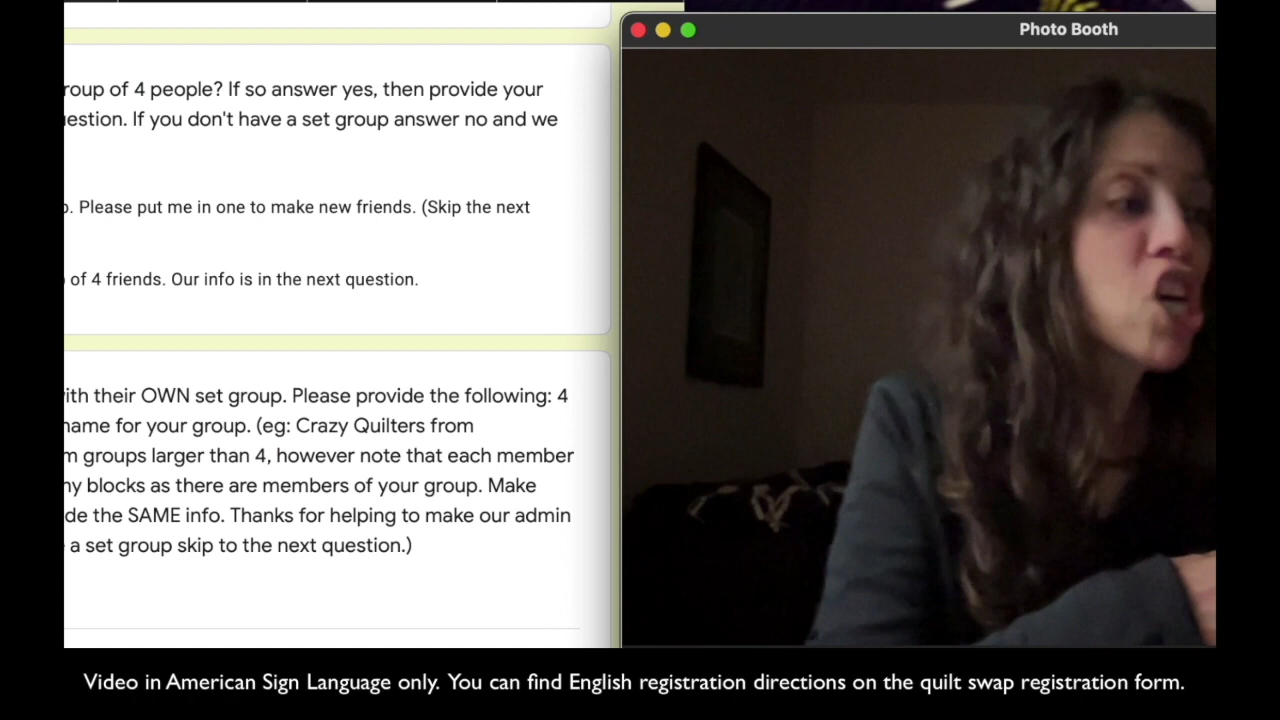 Photo Booth
roup of 4 people? If so answer yes, then provide your
estion. If you don't have a set group answer no and we
. Please put me in one to make new friends. (Skip the next
of 4 friends. Our info is in the next question.
ith their OWN set group. Please provide the following: 4
name for your group. (eg: Crazy Quilters from
m groups larger than 4, however note that each member
ny blocks as there are members of your group. Make
de the SAME info. Thanks for helping to make our admin
a set group skip to the next question.)
Video in American Sign Language only. You can find English registration directions on the quilt swap registration form.